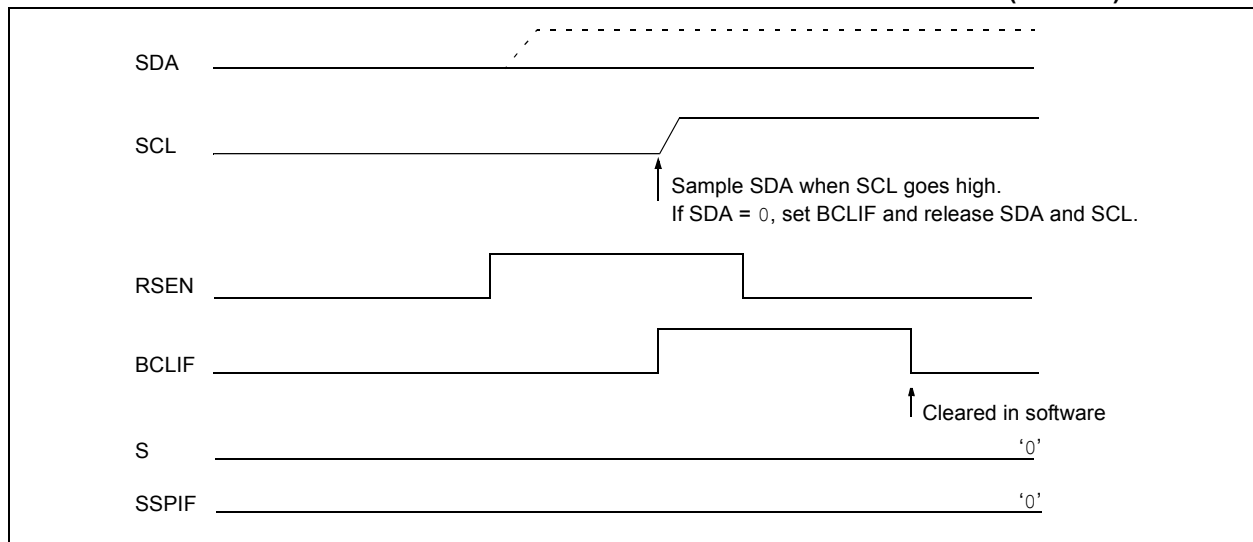 SDA
SCL
Sample SDA when SCL goes high.
If SDA = 0, set BCLIF and release SDA and SCL.
RSEN
BCLIF
Cleared in software
S
‘0’
SSPIF
‘0’